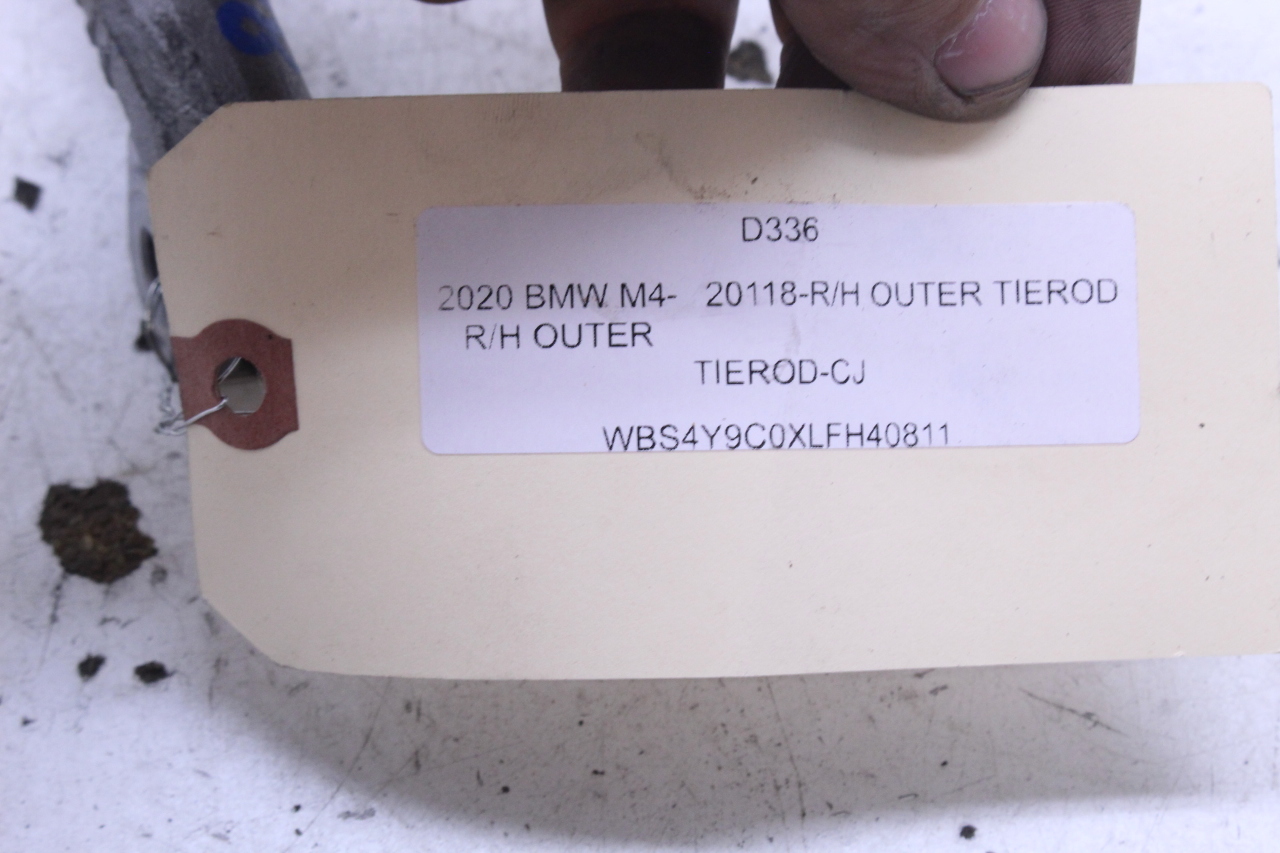 D336
2020 BMW M4- 20118-R/H OUTER TIEROD
R/H OUTER
TIEROD-CJ
WBS4Y9C0XLFH40811